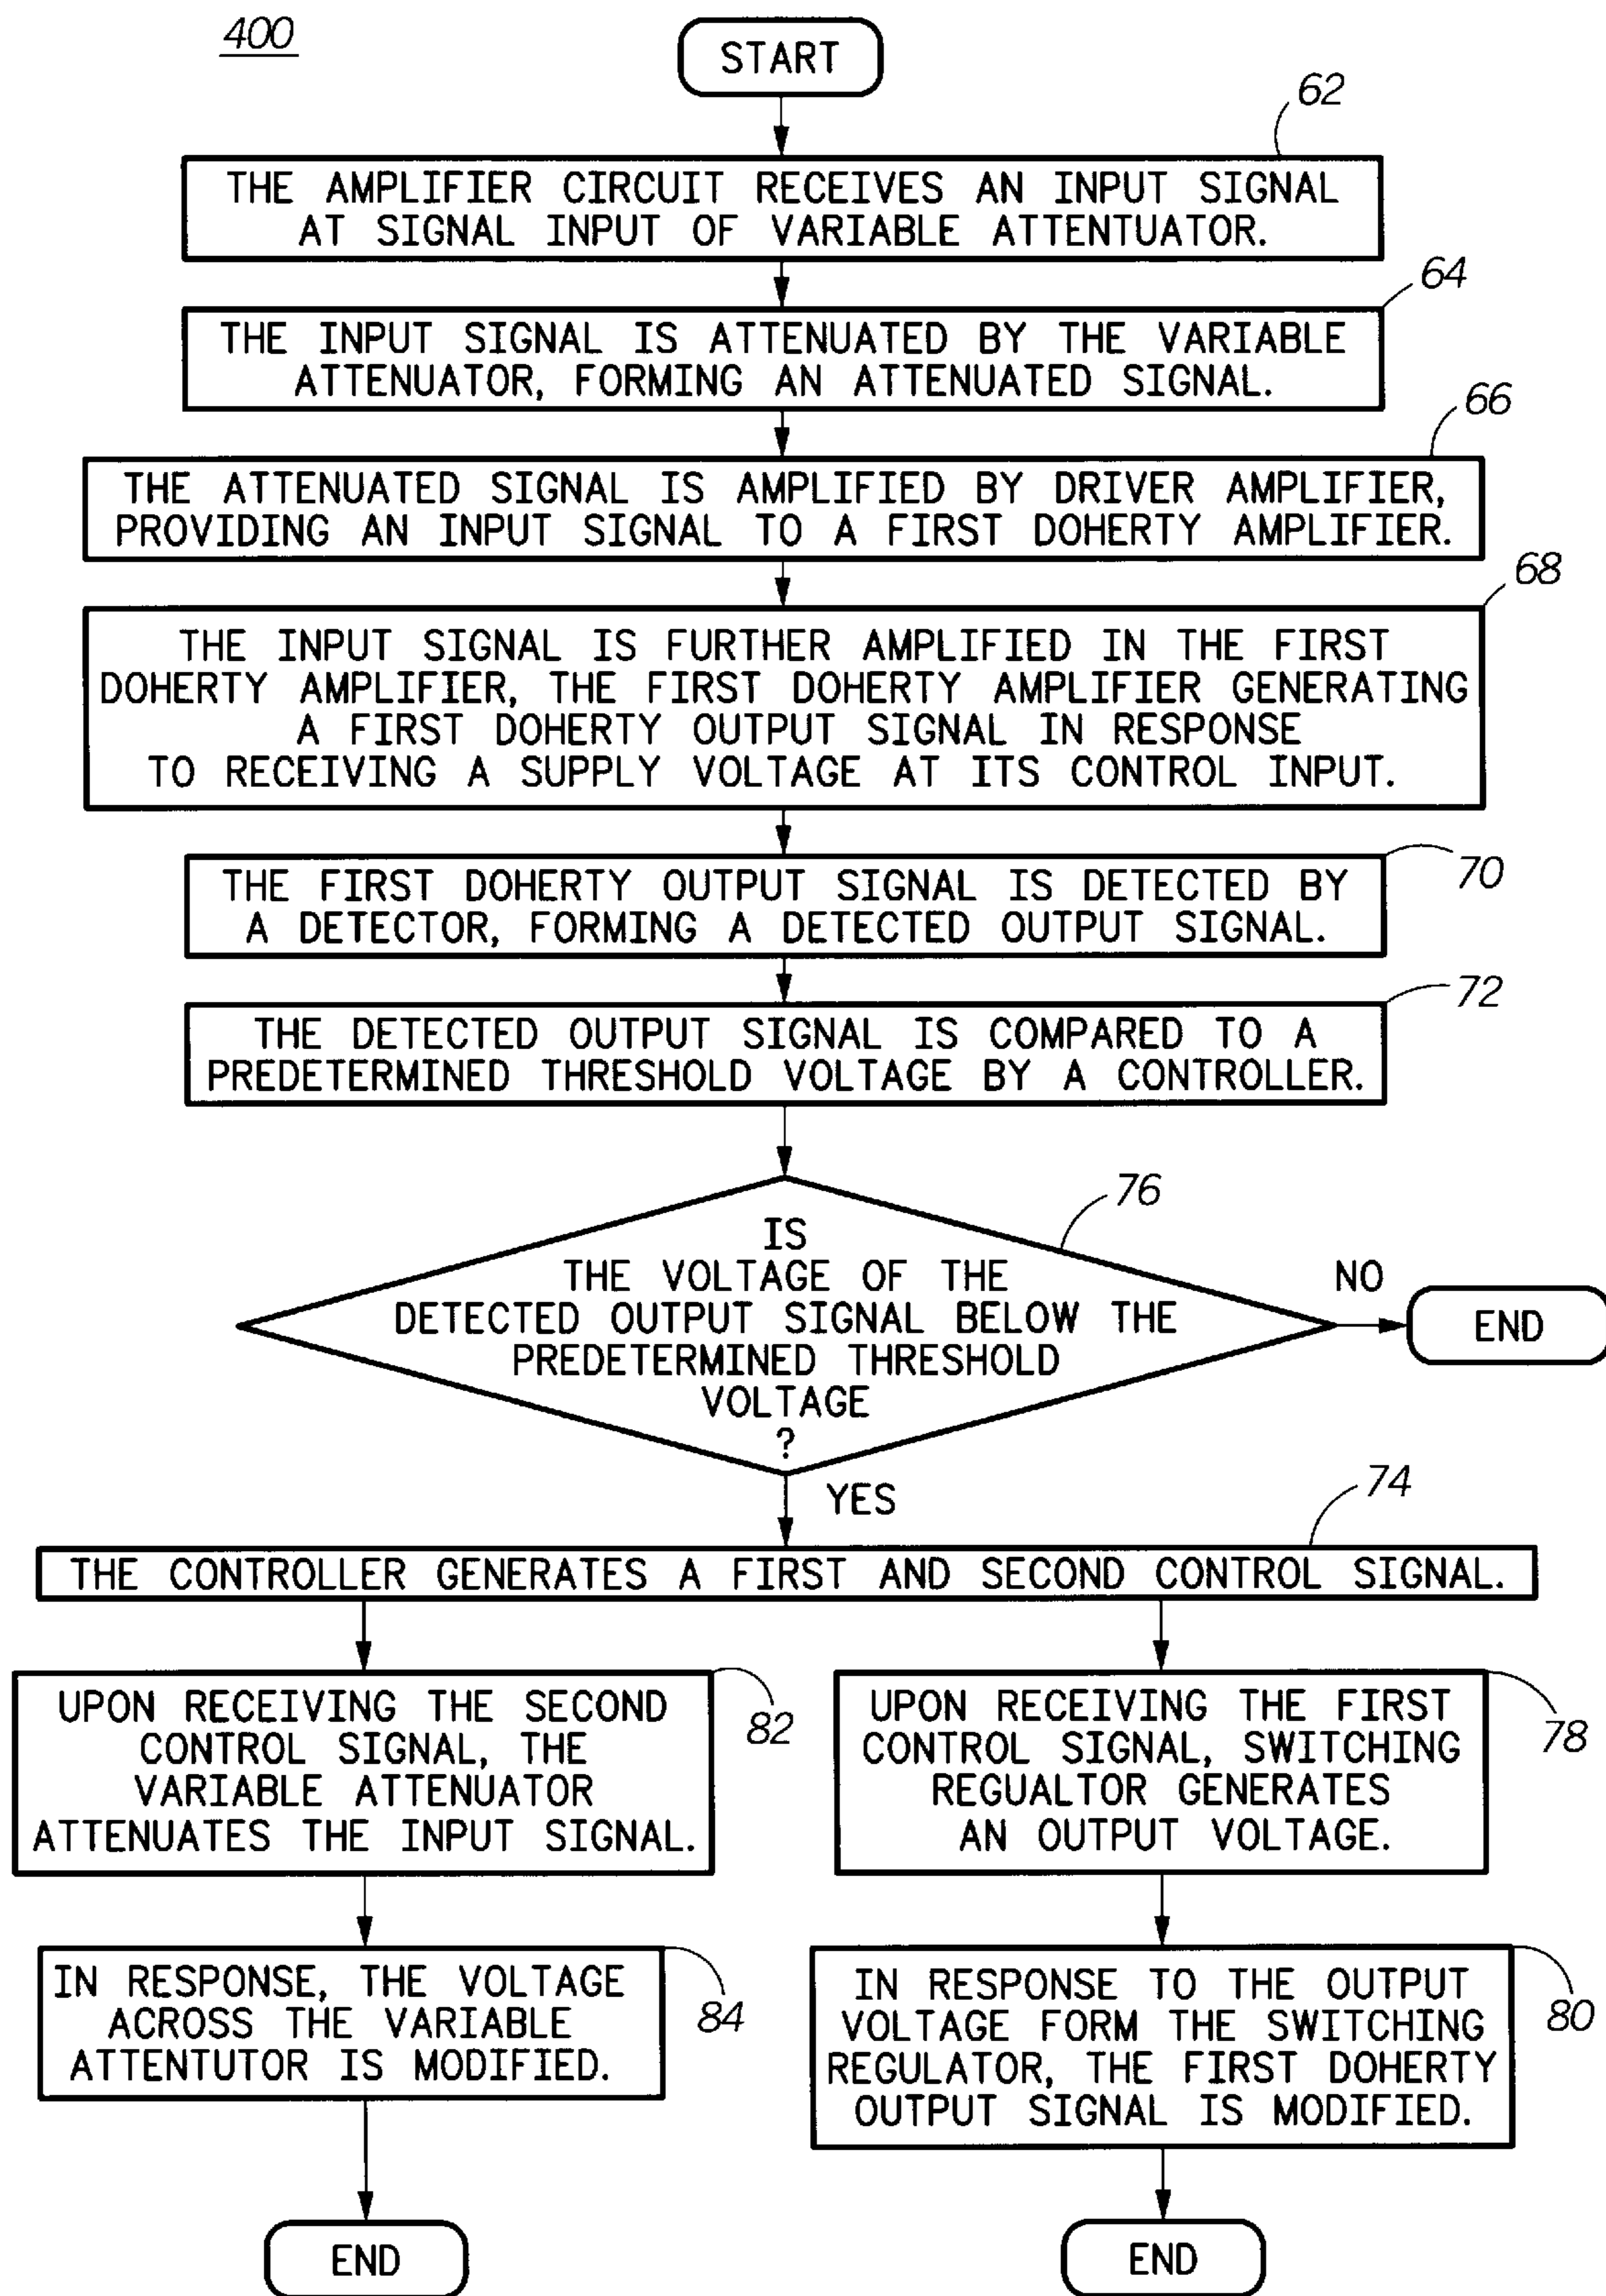 400
START
62
THE AMPLIFIER CIRCUIT RECEIVES AN INPUT SIGNAL
AT SIGNAL INPUT OF VARIABLE ATTENTUATOR.
64
THE INPUT SIGNAL IS ATTENUATED BY THE VARIABLE
ATTENUATOR, FORMING AN ATTENUATED SIGNAL.
66
THE ATTENUATED SIGNAL IS AMPLIFIED BY DRIVER AMPLIFIER,
PROVIDING AN INPUT SIGNAL TO A FIRST DOHERTY AMPLIFIER.
68
THE INPUT SIGNAL IS FURTHER AMPLIFIED IN THE FIRST
DOHERTY AMPLIFIER, THE FIRST DOHERTY AMPLIFIER GENERATING
A FIRST DOHERTY OUTPUT SIGNAL IN RESPONSE
TO RECEIVING A SUPPLY VOLTAGE AT ITS CONTROL INPUT.
70
THE FIRST DOHERTY OUTPUT SIGNAL IS DETECTED BY
A DETECTOR, FORMING A DETECTED OUTPUT SIGNAL.
72
THE DETECTED OUTPUT SIGNAL IS COMPARED TO A
PREDETERMINED THRESHOLD VOLTAGE BY A CONTROLLER.
76
IS
THE VOLTAGE OF THE
DETECTED OUTPUT SIGNAL BELOW THE
PREDETERMINED THRESHOLD
VOLTAGE
?
NO
END
YES
74
THE CONTROLLER GENERATES A FIRST AND SECOND CONTROL SIGNAL.
UPON RECEIVING THE SECOND
CONTROL SIGNAL, THE
VARIABLE ATTENUATOR
ATTENUATES THE INPUT SIGNAL.
82
UPON RECEIVING THE FIRST
CONTROL SIGNAL, SWITCHING
REGUALTOR GENERATES
AN OUTPUT VOLTAGE.
78
IN RESPONSE, THE VOLTAGE
ACROSS THE VARIABLE
ATTENTUTOR IS MODIFIED.
84
IN RESPONSE TO THE OUTPUT
VOLTAGE FORM THE SWITCHING
REGULATOR, THE FIRST DOHERTY
OUTPUT SIGNAL IS MODIFIED.
80
END
END